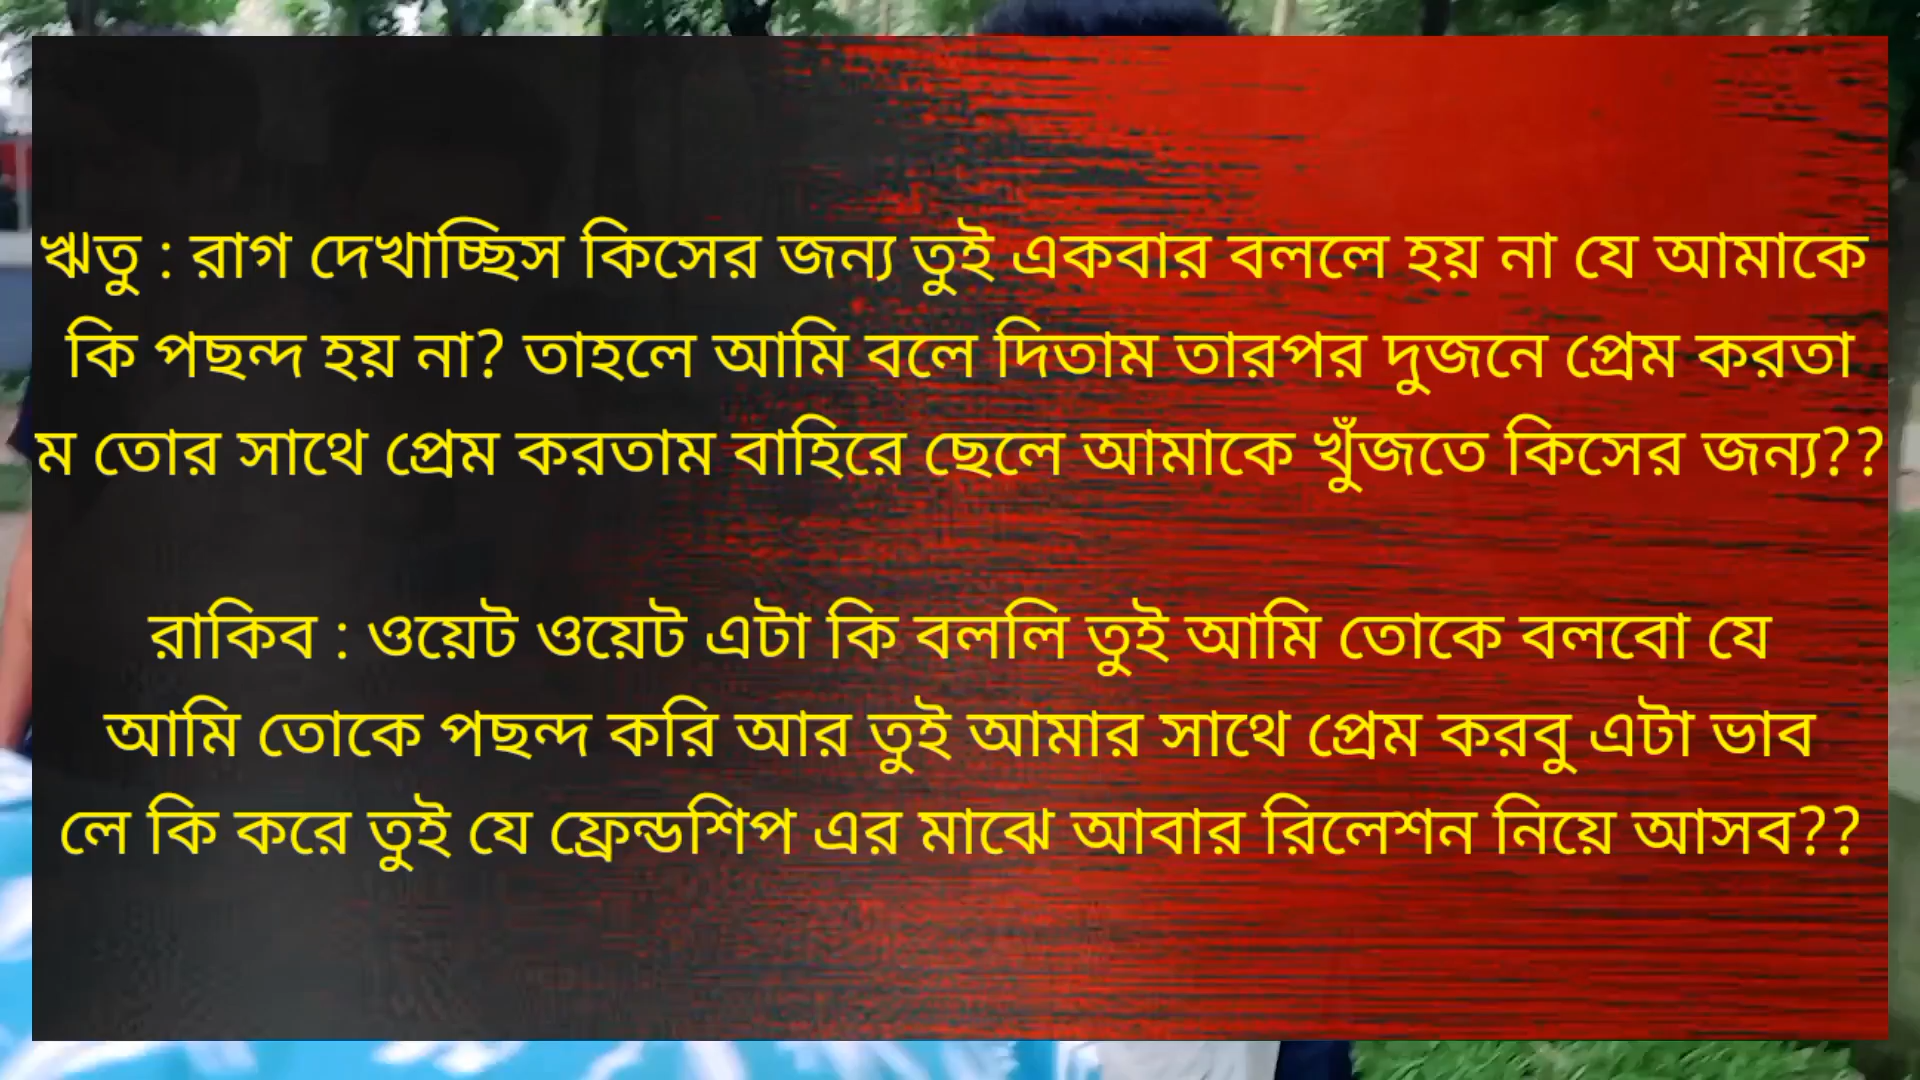 ঋতু : রাগ দেখাচ্ছিস কিসের জন্য তুই একবার বললে হয় না যে আমাকে
কি পছন্দ হয় না? তাহলে আমি বলে দিতাম তারপর দুজনে প্রেম করতা
ম তোর সাথে প্রেম করতাম বাহিরে ছেলে আমাকে খুঁজতে কিসের জন্য??
রাকিব : ওয়েট ওয়েট এটা কি বললি তুই আমি তোকে বলবো যে
আমি তোকে পছন্দ করি আর তুই আমার সাথে প্রেম করবু এটা ভাব
লে কি করে তুই যে ফ্রেন্ডশিপ এর মাঝে আবার রিলেশন নিয়ে আসব??